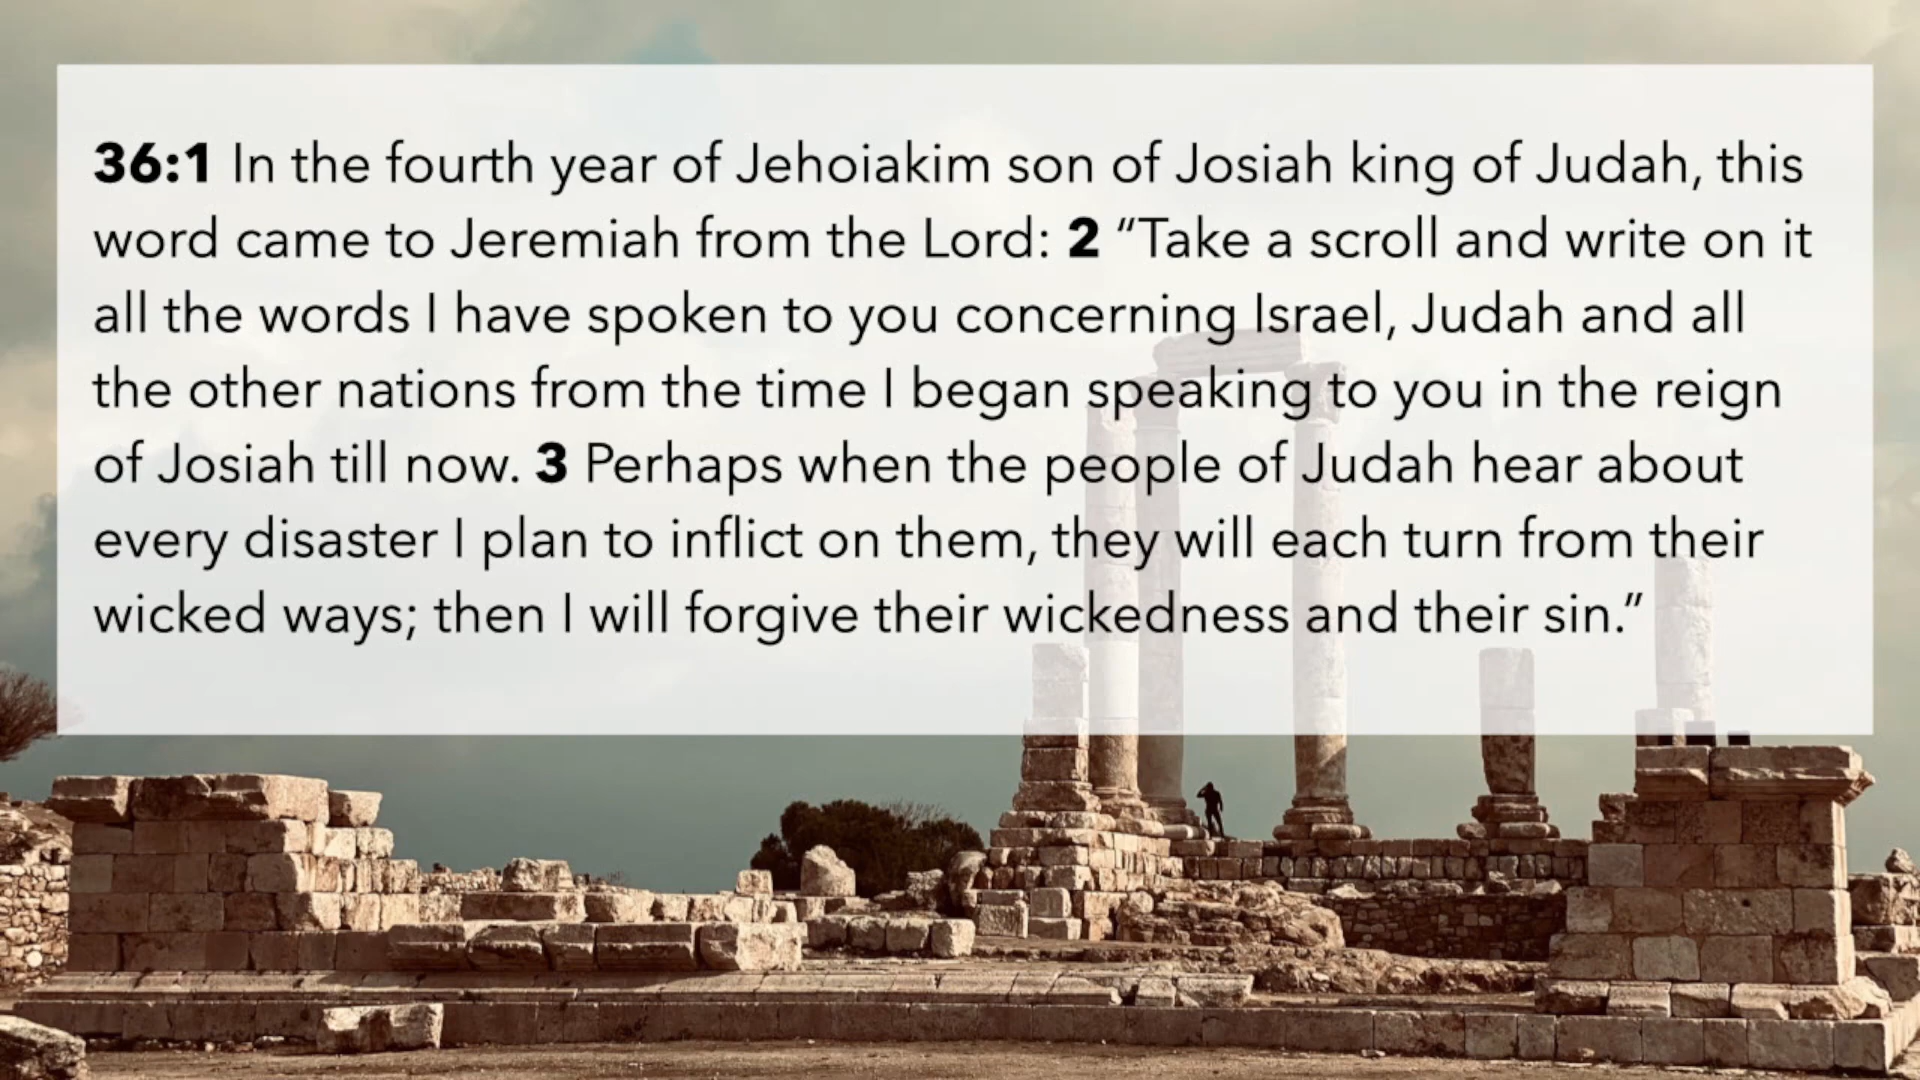 36:1 In the fourth year of Jehoiakim son of Josiah king of Judah, this
word came to Jeremiah from the Lord: 2 “Take a scroll and write on it
all the words I have spoken to you concerning Israel, Judah and all
the other nations from the time I began speaking to you in the reign
of Josiah till now. 3 Perhaps when the people of Judah hear about
every disaster I plan to inflict on them, they will each turn from their
wicked ways; then I will forgive their wickedness and their sin.”